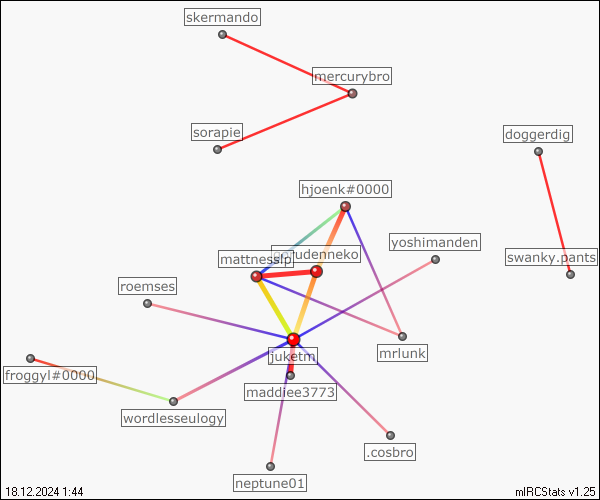 skermando
mercurybro
sorapie
doggerdig
hjoenk#0000
yoshimanden
mattnesslp
swanky.pants
roemses
mrlunk
juketm
froggyl#0000
maddiee3773
wordlesseulogy
.cosbro
neptune01
18.12.2024 1:44
mIRCStats v1.25